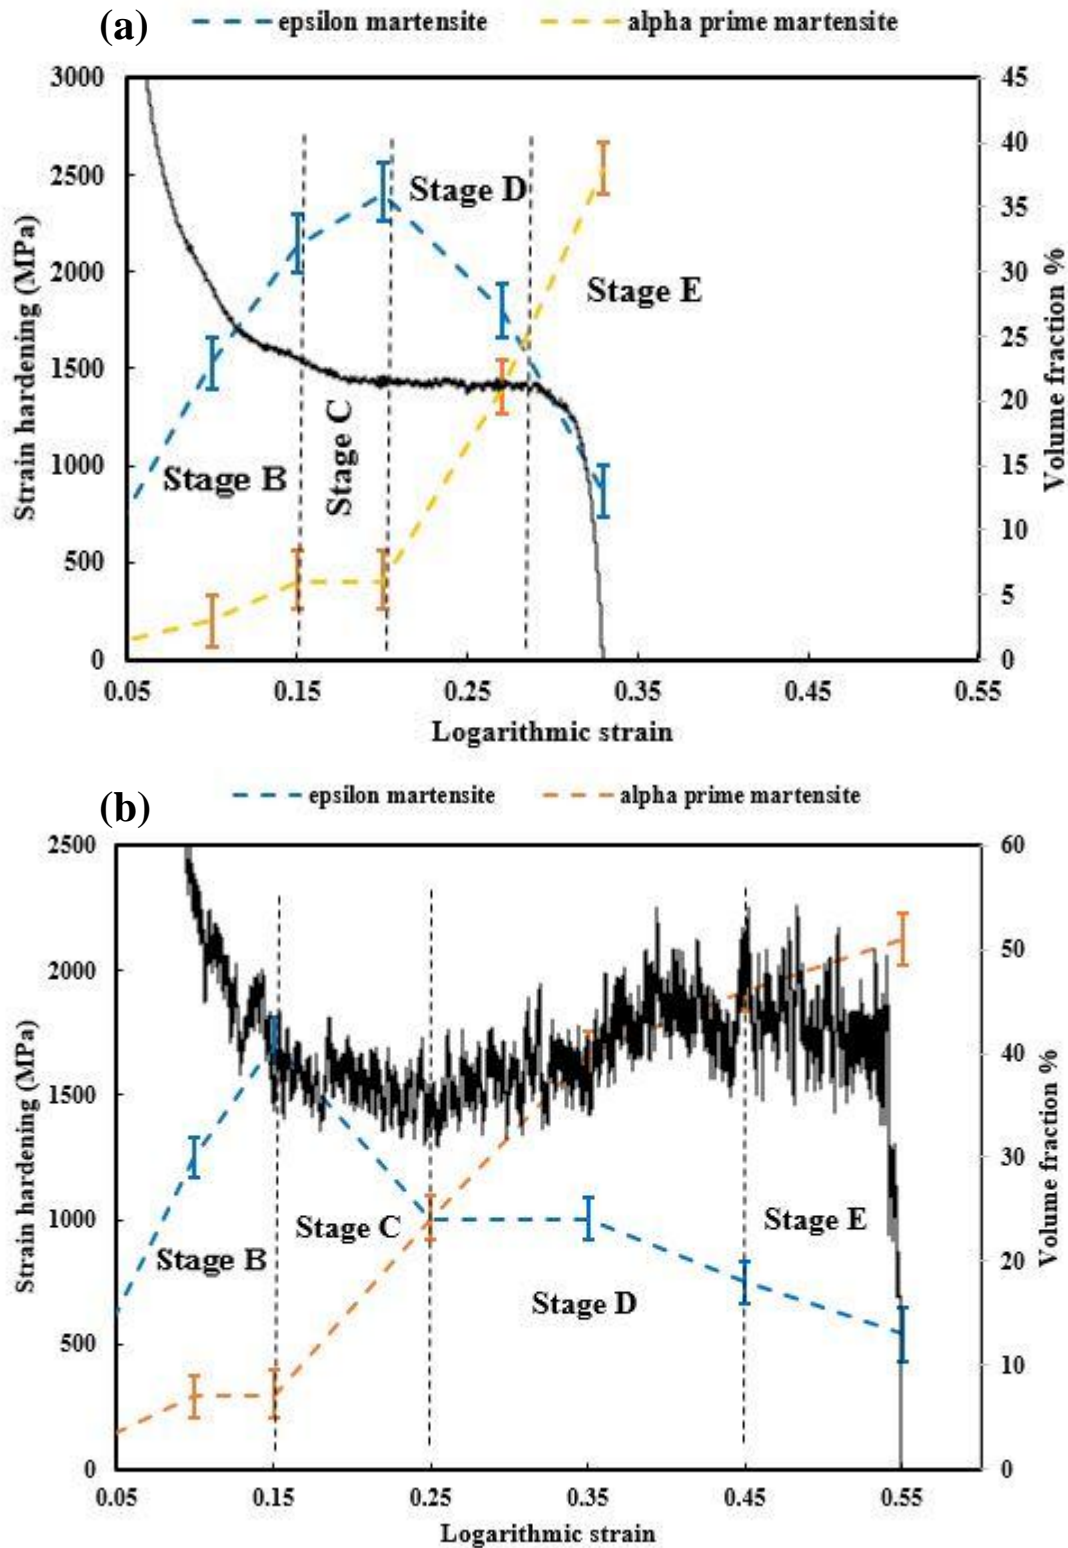 (a)
epsilon martensite
alpha prime martensite
3000
2500
2000
1500
1000
500
0
Strain hardening (MPa)
45
40
35
30
25
20
15
10
5
0
Volume fraction %
Stage B
Stage C
Stage D
Stage E
0.05 0.15 0.25 0.35 0.45 0.55
Logarithmic strain
(b)
epsilon martensite
alpha prime martensite
2500
2000
1500
1000
500
0
Strain hardening (MPa)
60
50
40
30
20
10
0
Volume fraction %
Stage B
Stage C
Stage D
Stage E
0.05 0.15 0.25 0.35 0.45 0.55
Logarithmic strain